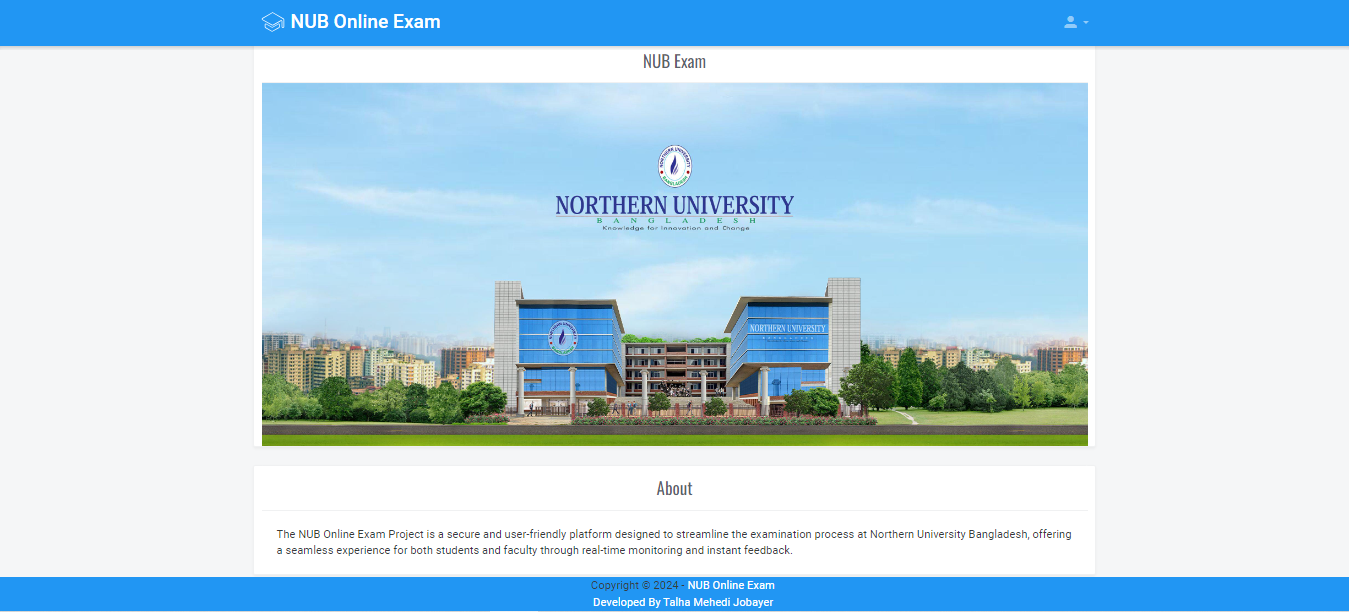 NUB Online Exam
NUB Exam
NORTHERN UNIVERSITY
BANGLADESH
NORTHERN UNIVERSITY
BANGLADESH
Knowledge for Innovation and Change
NORTHERN UNIVERSITY
About
The NUB Online Exam Project is a secure and user-friendly platform designed to streamline the examination process at Northern University Bangladesh, offering
a seamless experience for both students and faculty through real-time monitoring and instant feedback.
Copyright © 2024 - NUB Online Exam
Developed By Talha Mehedi Jobayer